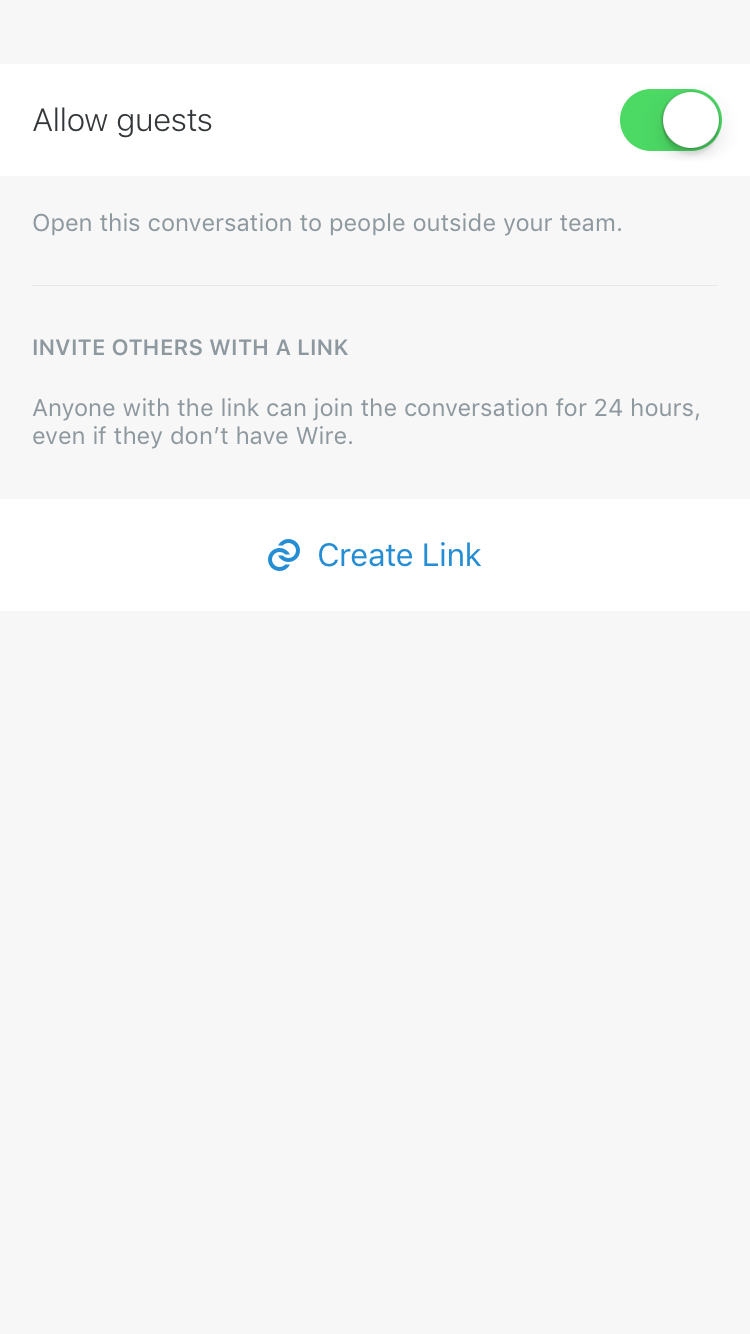 Allow guests
Open this conversation to people outside your team.
INVITE OTHERS WITH A LINK
Anyone with the link can join the conversation for 24 hours,
even if they don’t have Wire.
Create Link